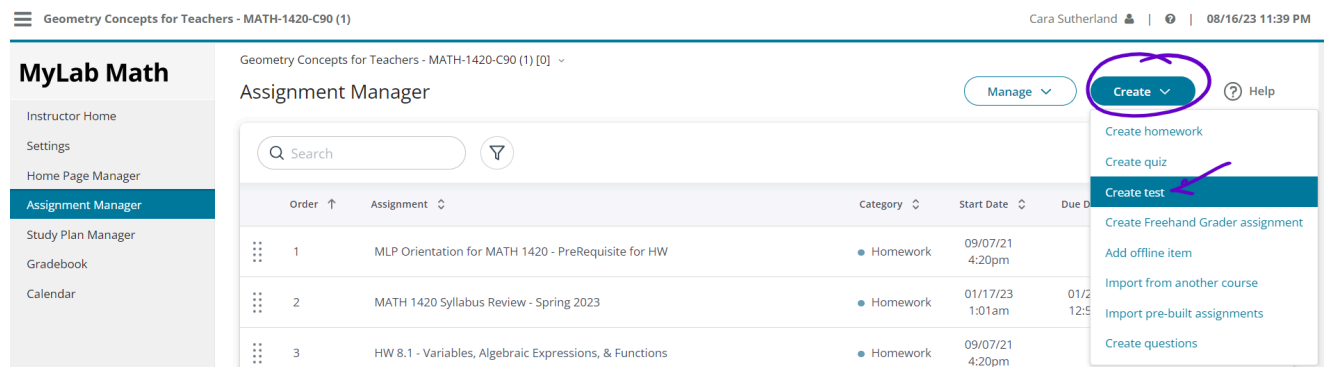 Geometry Concepts for Teachers - MATH-1420-C90 (1)
Cara Sutherland | ? | 08/16/23 11:39 PM
MyLab Math
Instructor Home
Settings
Home Page Manager
Assignment Manager
Study Plan Manager
Gradebook
Calendar
Geometry Concepts for Teachers - MATH-1420-C90 (1) [0]
Assignment Manager
Manage
Create
? Help
Create homework
Create quiz
Create test
Create Freehand Grader assignment
Add offline item
Import from another course
Import pre-built assignments
Create questions
Search
Order ↑ Assignment Category Start Date Due D
1 MLP Orientation for MATH 1420 - PreRequisite for HW Homework 09/07/21
4:20pm
2 MATH 1420 Syllabus Review - Spring 2023 Homework 01/17/23 01/2
1:01am 12:5
3 HW 8.1 - Variables, Algebraic Expressions, & Functions Homework 09/07/21
4:20pm